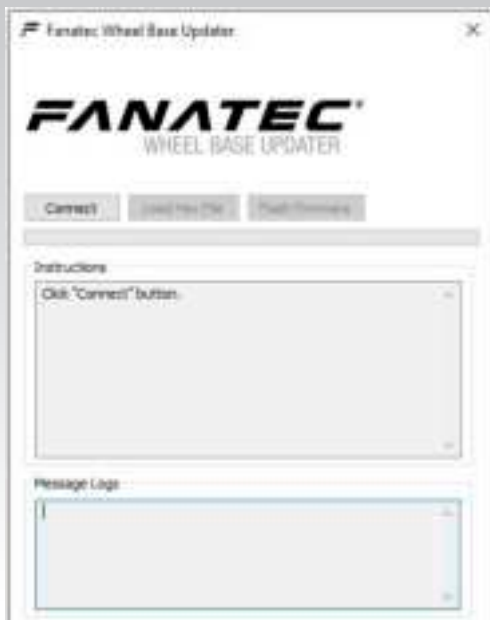 Fanatec Wheel Base Updater
FANATEC
WHEEL BASE UPDATER
Connect Load Hex File Flash Firmware
Instructions
Click "Connect" button.
Message Logs